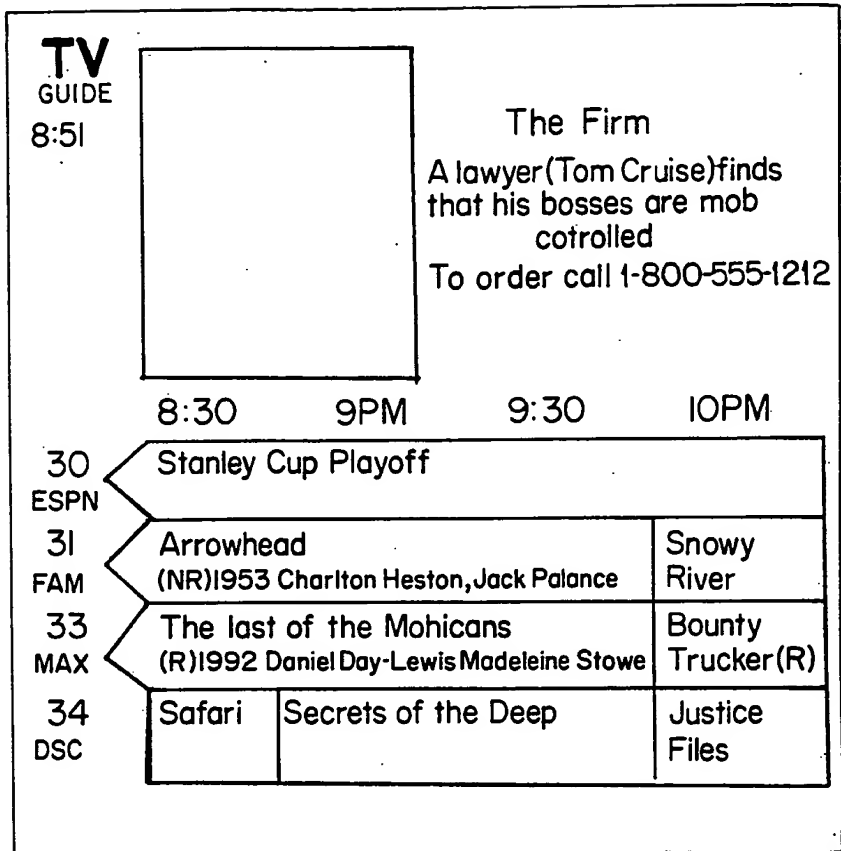 TV
GUIDE
8:51
The Firm
A lawyer(Tom Cruise)finds
that his bosses are mob
cotrolled
To order call 1-800-555-1212
8:30 9PM 9:30 10PM
30 Stanley Cup Playoff
ESPN
31 Arrowhead Snowy
FAM (NR)1953 Charlton Heston,Jack Palance River
33 The last of the Mohicans Bounty
MAX (R)1992 Daniel Day-Lewis Madeleine Stowe Trucker(R)
34 Safari Secrets of the Deep Justice
DSC Files